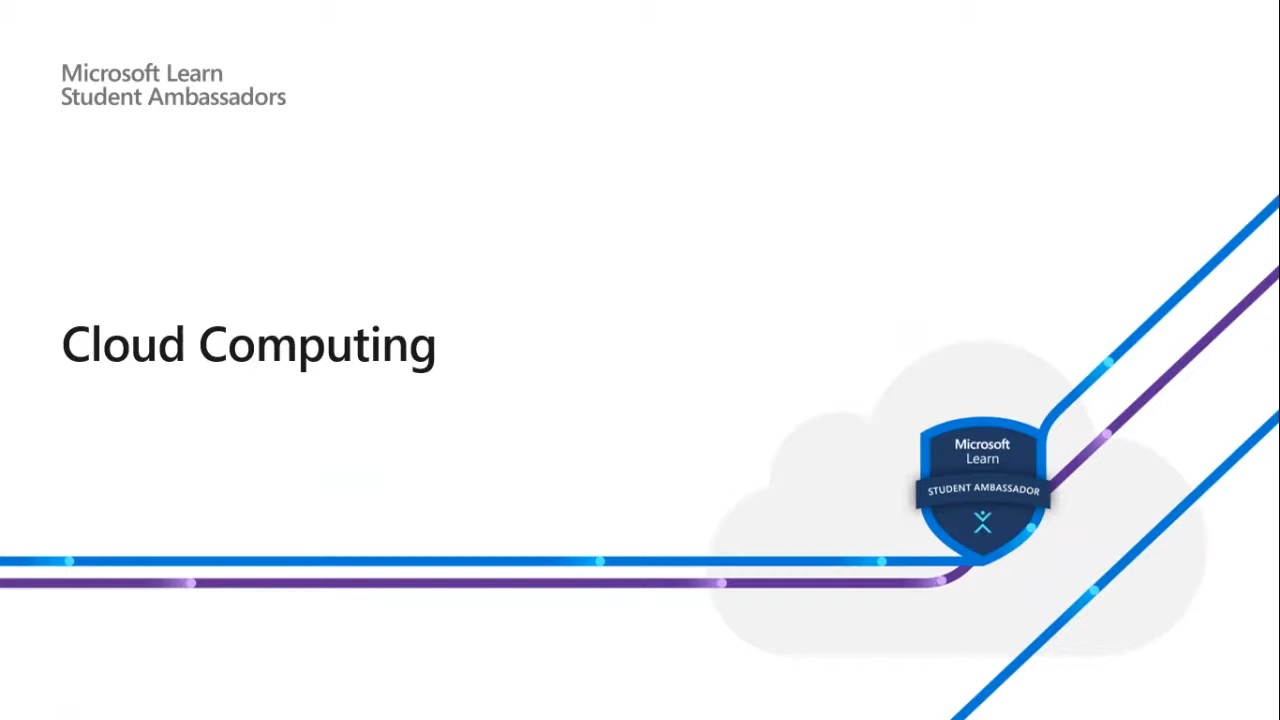 Microsoft Learn
Student Ambassadors
Cloud Computing
Microsoft
Learn
STUDENT AMBASSADOR